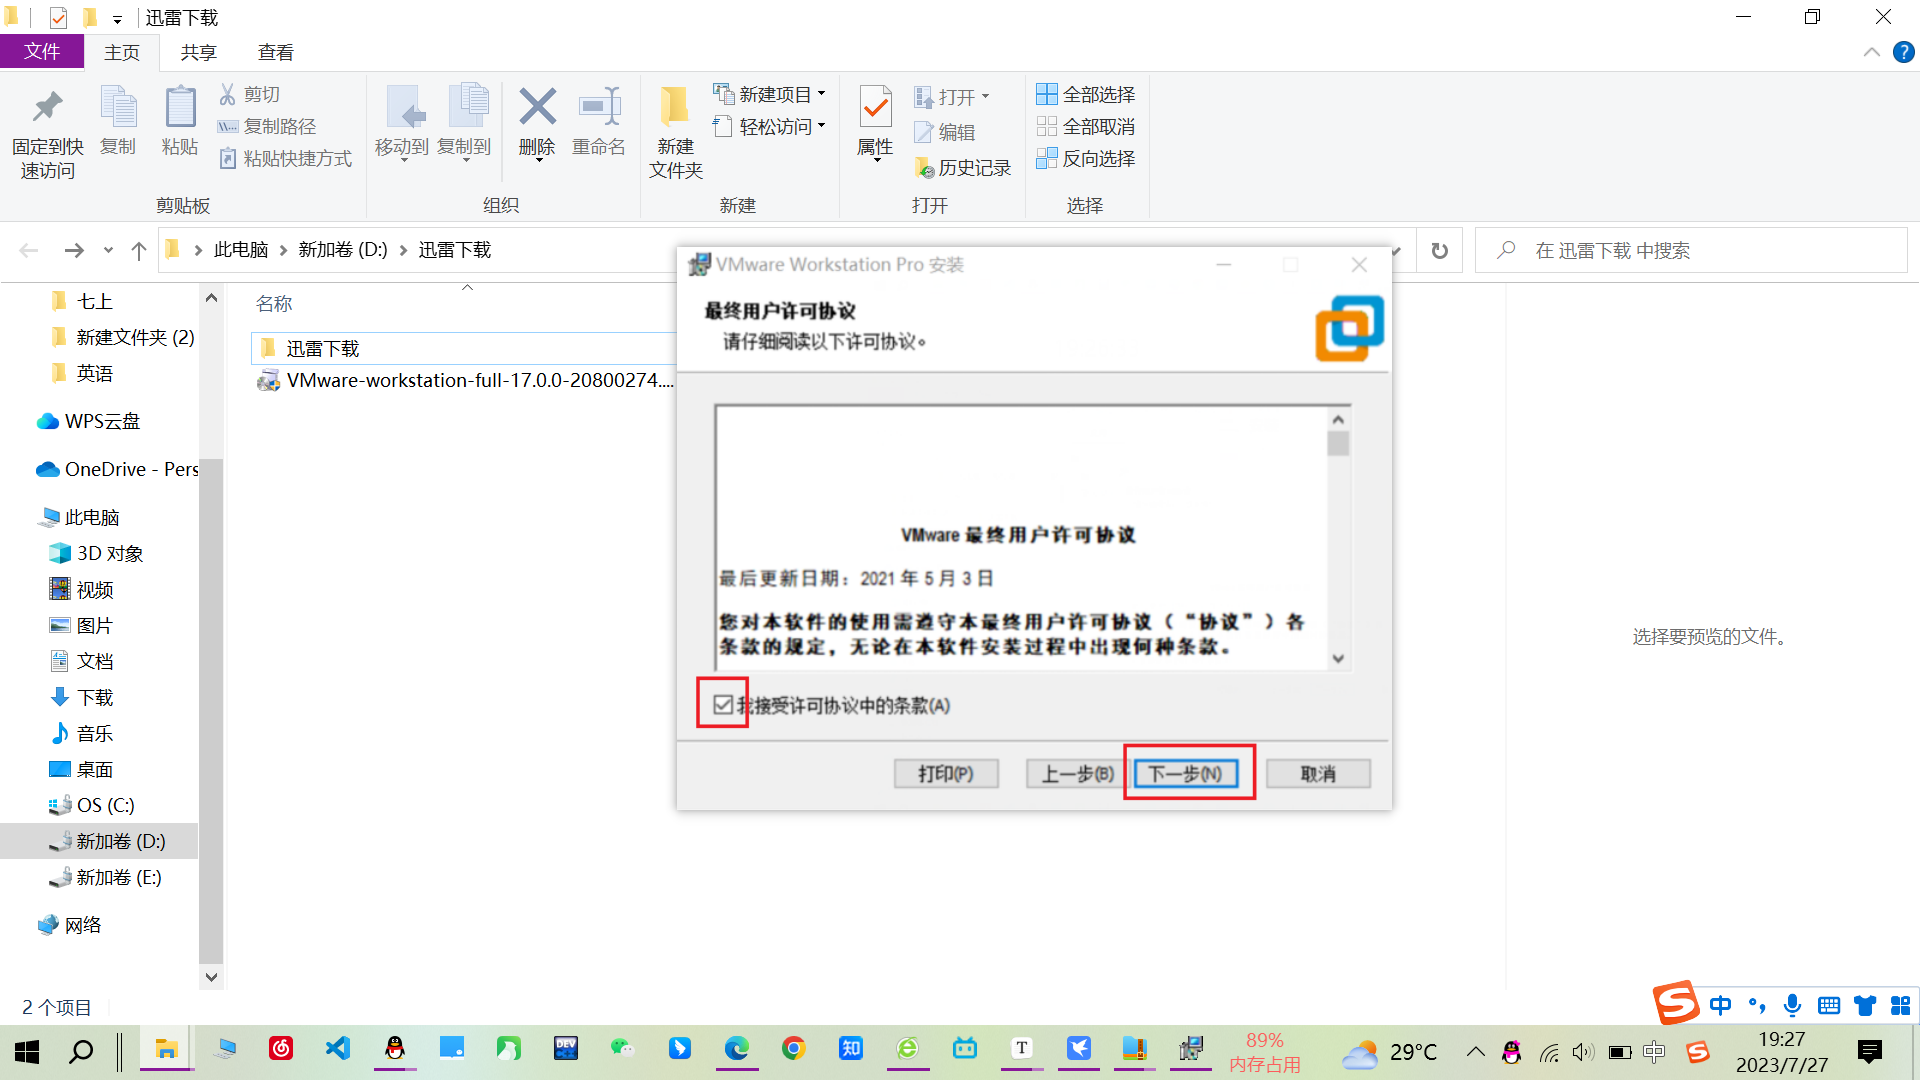 迅雷下载
文件 主页 共享 查看
固定到快速访问
复制
粘贴
剪切
复制路径
粘贴快捷方式
剪贴板
移动到
复制到
删除
重命名
组织
新建文件夹
新建项目
轻松访问
新建
属性
打开
编辑
历史记录
打开
全部选择
全部取消
反向选择
选择
此电脑 新加卷 (D:) 迅雷下载
在 迅雷下载 中搜索
七上
新建文件夹 (2)
英语
WPS云盘
OneDrive - Pers
此电脑
3D 对象
视频
图片
文档
下载
音乐
桌面
OS (C:)
新加卷 (D:)
新加卷 (E:)
网络
名称
迅雷下载
VMware-workstation-full-17.0.0-20800274....
VMware Workstation Pro 安装
最终用户许可协议
请仔细阅读以下许可协议。
VMware 最终用户许可协议
最后更新日期：2021 年 5 月 3 日
您对本软件的使用需遵守本最终用户许可协议（“协议”）各
条款的规定，无论在本软件安装过程中出现何种条款。
我接受许可协议中的条款(A)
打印(P) 上一步(B) 下一步(N) 取消
选择要预览的文件。
2 个项目
S 中
DEV
知
T
89%
内存占用
29°C
中
S
19:27
2023/7/27